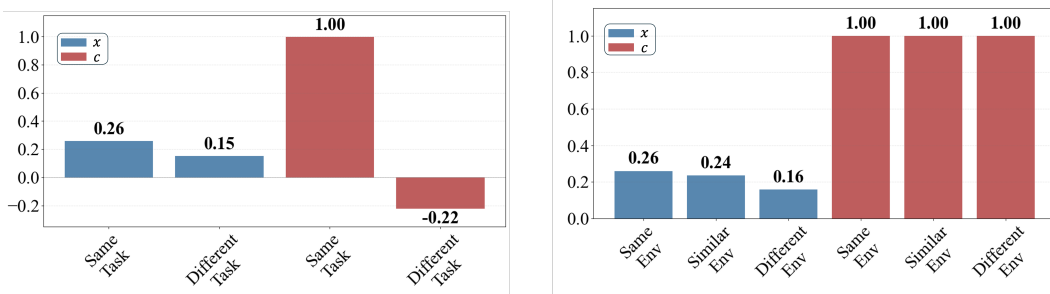 1.0
0.8
0.6
0.4
0.2
0.0
−0.2
x
c
0.26
0.15
1.00
-0.22
Same
Task
Different
Task
Same
Task
Different
Task
1.0
0.8
0.6
0.4
0.2
0.0
x
c
0.26
0.24
0.16
1.00
1.00
1.00
Same
Env
Similar
Env
Different
Env
Same
Env
Similar
Env
Different
Env